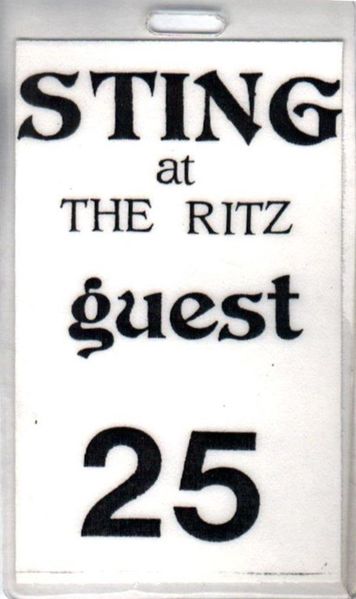 STING
at
THE RITZ
guest
25